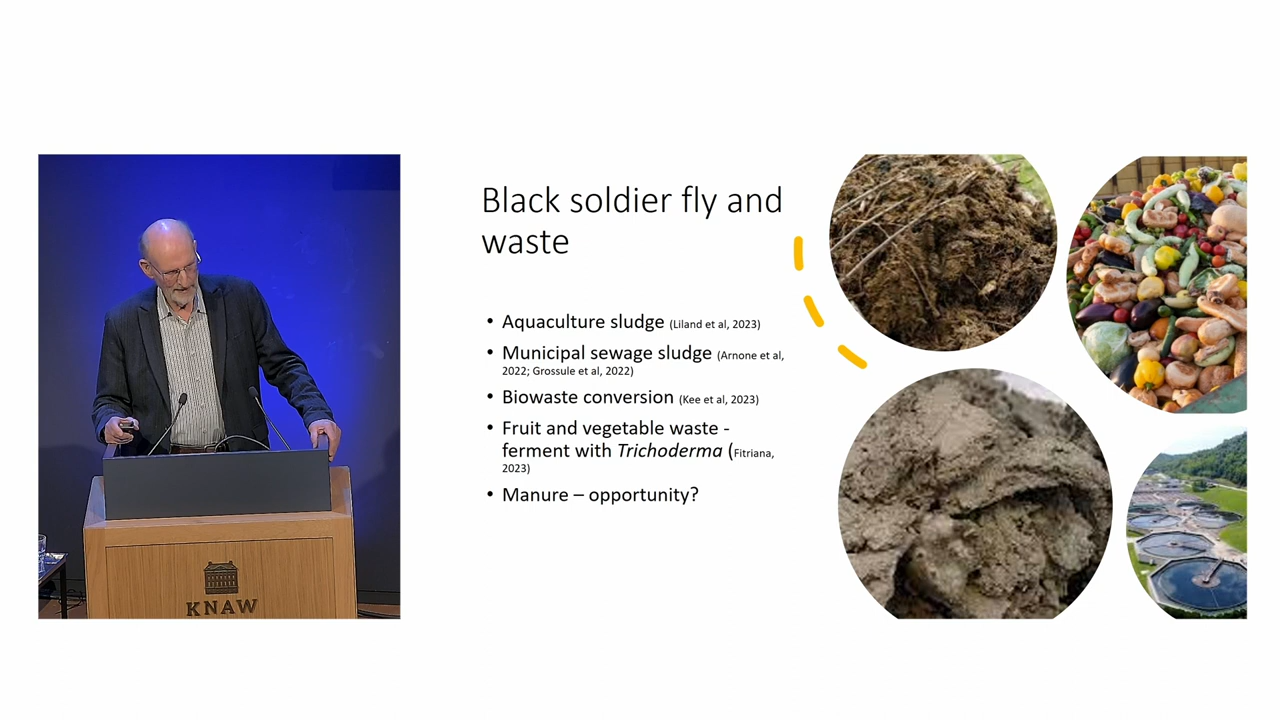 Black soldier fly and
waste
• Aquaculture sludge (Liland et al, 2023)
• Municipal sewage sludge (Arnone et al,
2022; Grossule et al, 2022)
• Biowaste conversion (Kee et al, 2023)
• Fruit and vegetable waste -
ferment with Trichoderma (Fitriana,
2023)
• Manure – opportunity?
KNAW